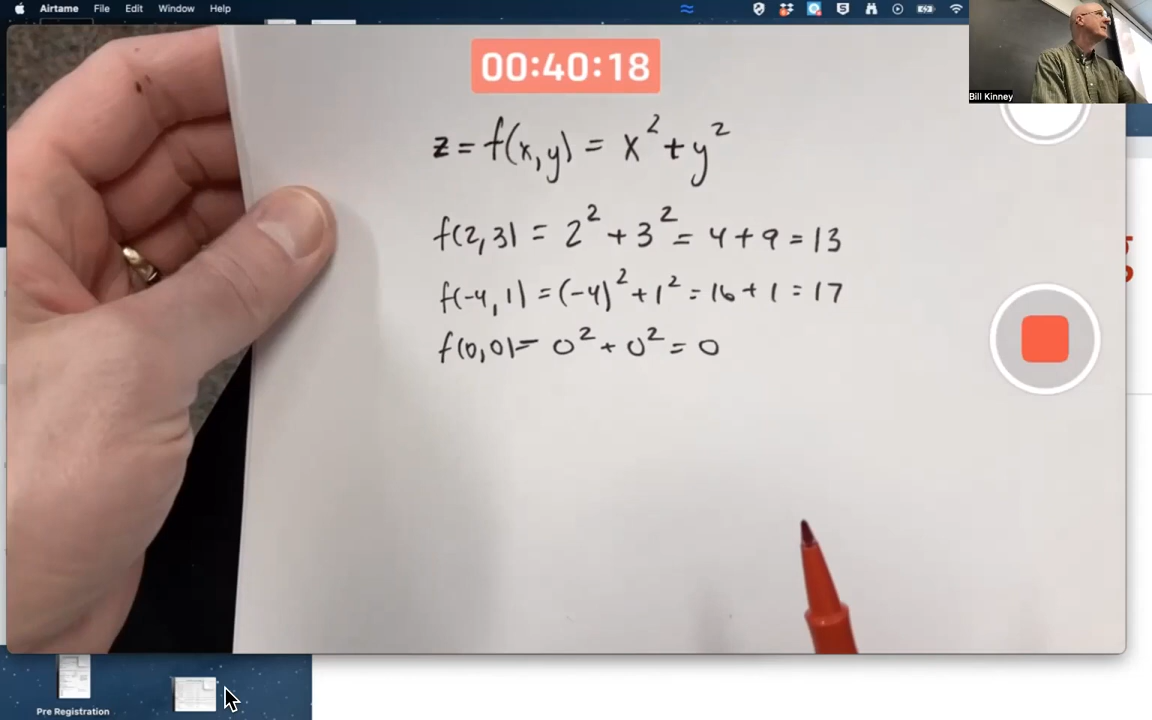 Airtame File Edit Window Help
00:40:18
Bill Kinney
z = f(x,y) = x² + y²
f(2,3) = 2² + 3² = 4 + 9 = 13
f(-4,1) = (-4)² + 1² = 16 + 1 = 17
f(0,0) = 0² + 0² = 0
Pre Registration